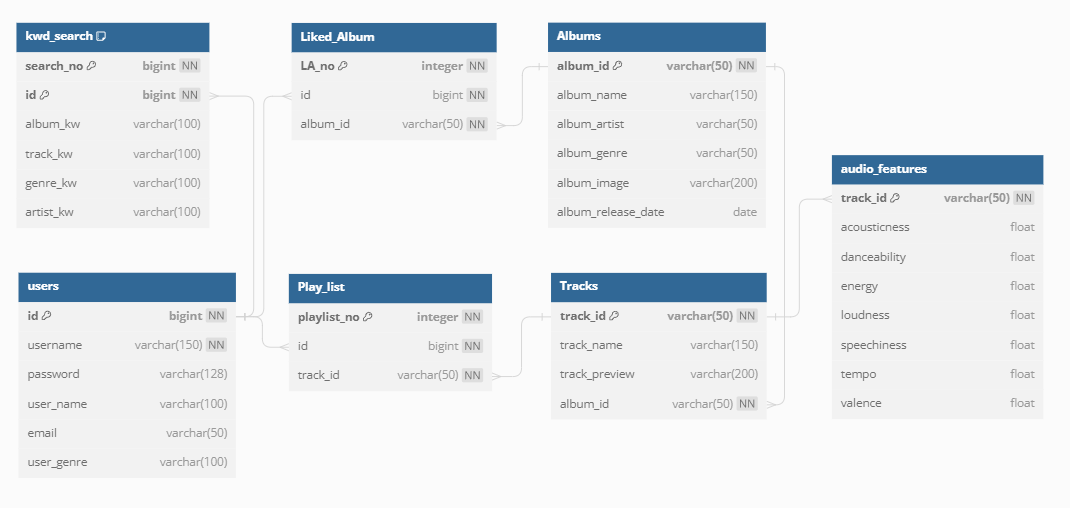 kwd_search
search_no bigint NN
id bigint NN
album_kw varchar(100)
track_kw varchar(100)
genre_kw varchar(100)
artist_kw varchar(100)
Liked_Album
LA_no integer NN
id bigint NN
album_id varchar(50) NN
Albums
album_id varchar(50) NN
album_name varchar(150)
album_artist varchar(50)
album_genre varchar(50)
album_image varchar(200)
album_release_date date
audio_features
track_id varchar(50) NN
acousticness float
danceability float
energy float
loudness float
speechiness float
tempo float
valence float
users
id bigint NN
username varchar(150) NN
password varchar(128)
user_name varchar(100)
email varchar(50)
user_genre varchar(100)
Play_list
playlist_no integer NN
id bigint NN
track_id varchar(50) NN
Tracks
track_id varchar(50) NN
track_name varchar(150)
track_preview varchar(200)
album_id varchar(50) NN